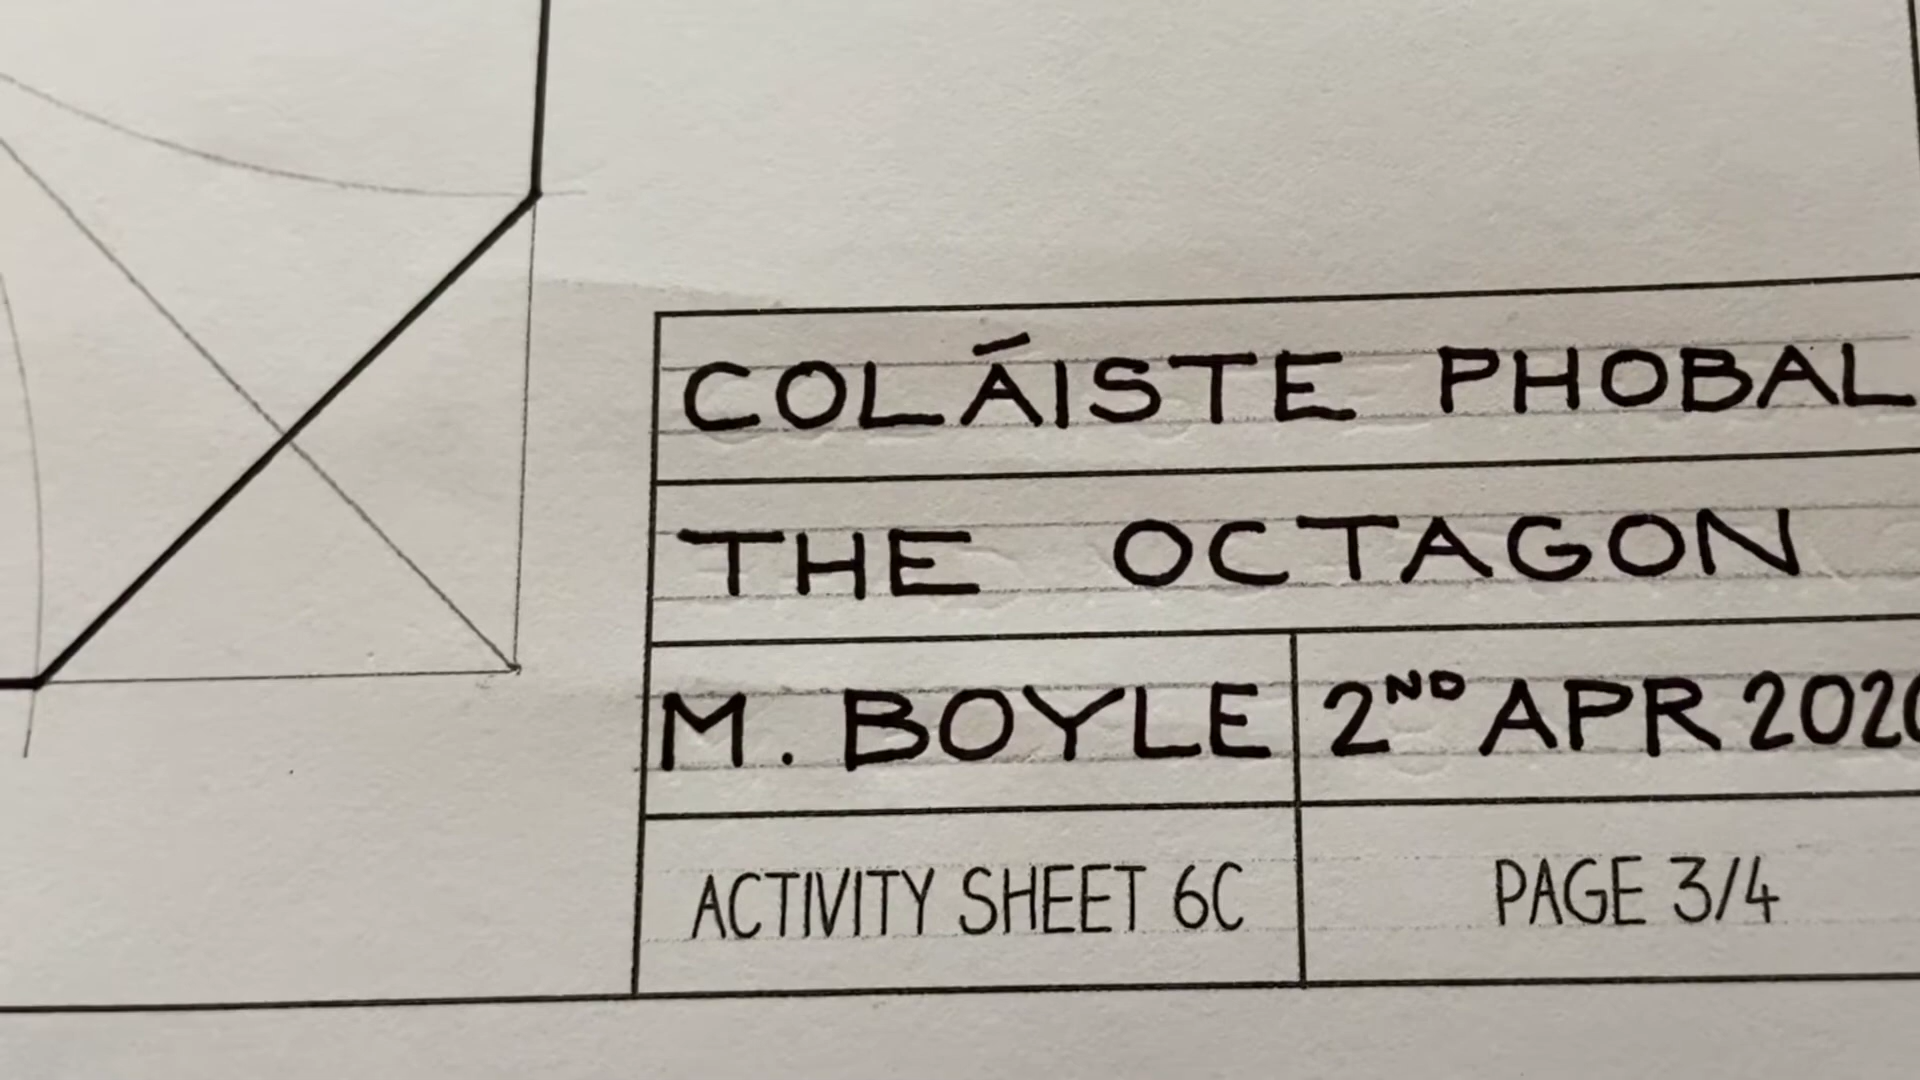 COLÁISTE PHOBAL
THE OCTAGON
M. BOYLE 2ND APR 2020
ACTIVITY SHEET 6C PAGE 3/4